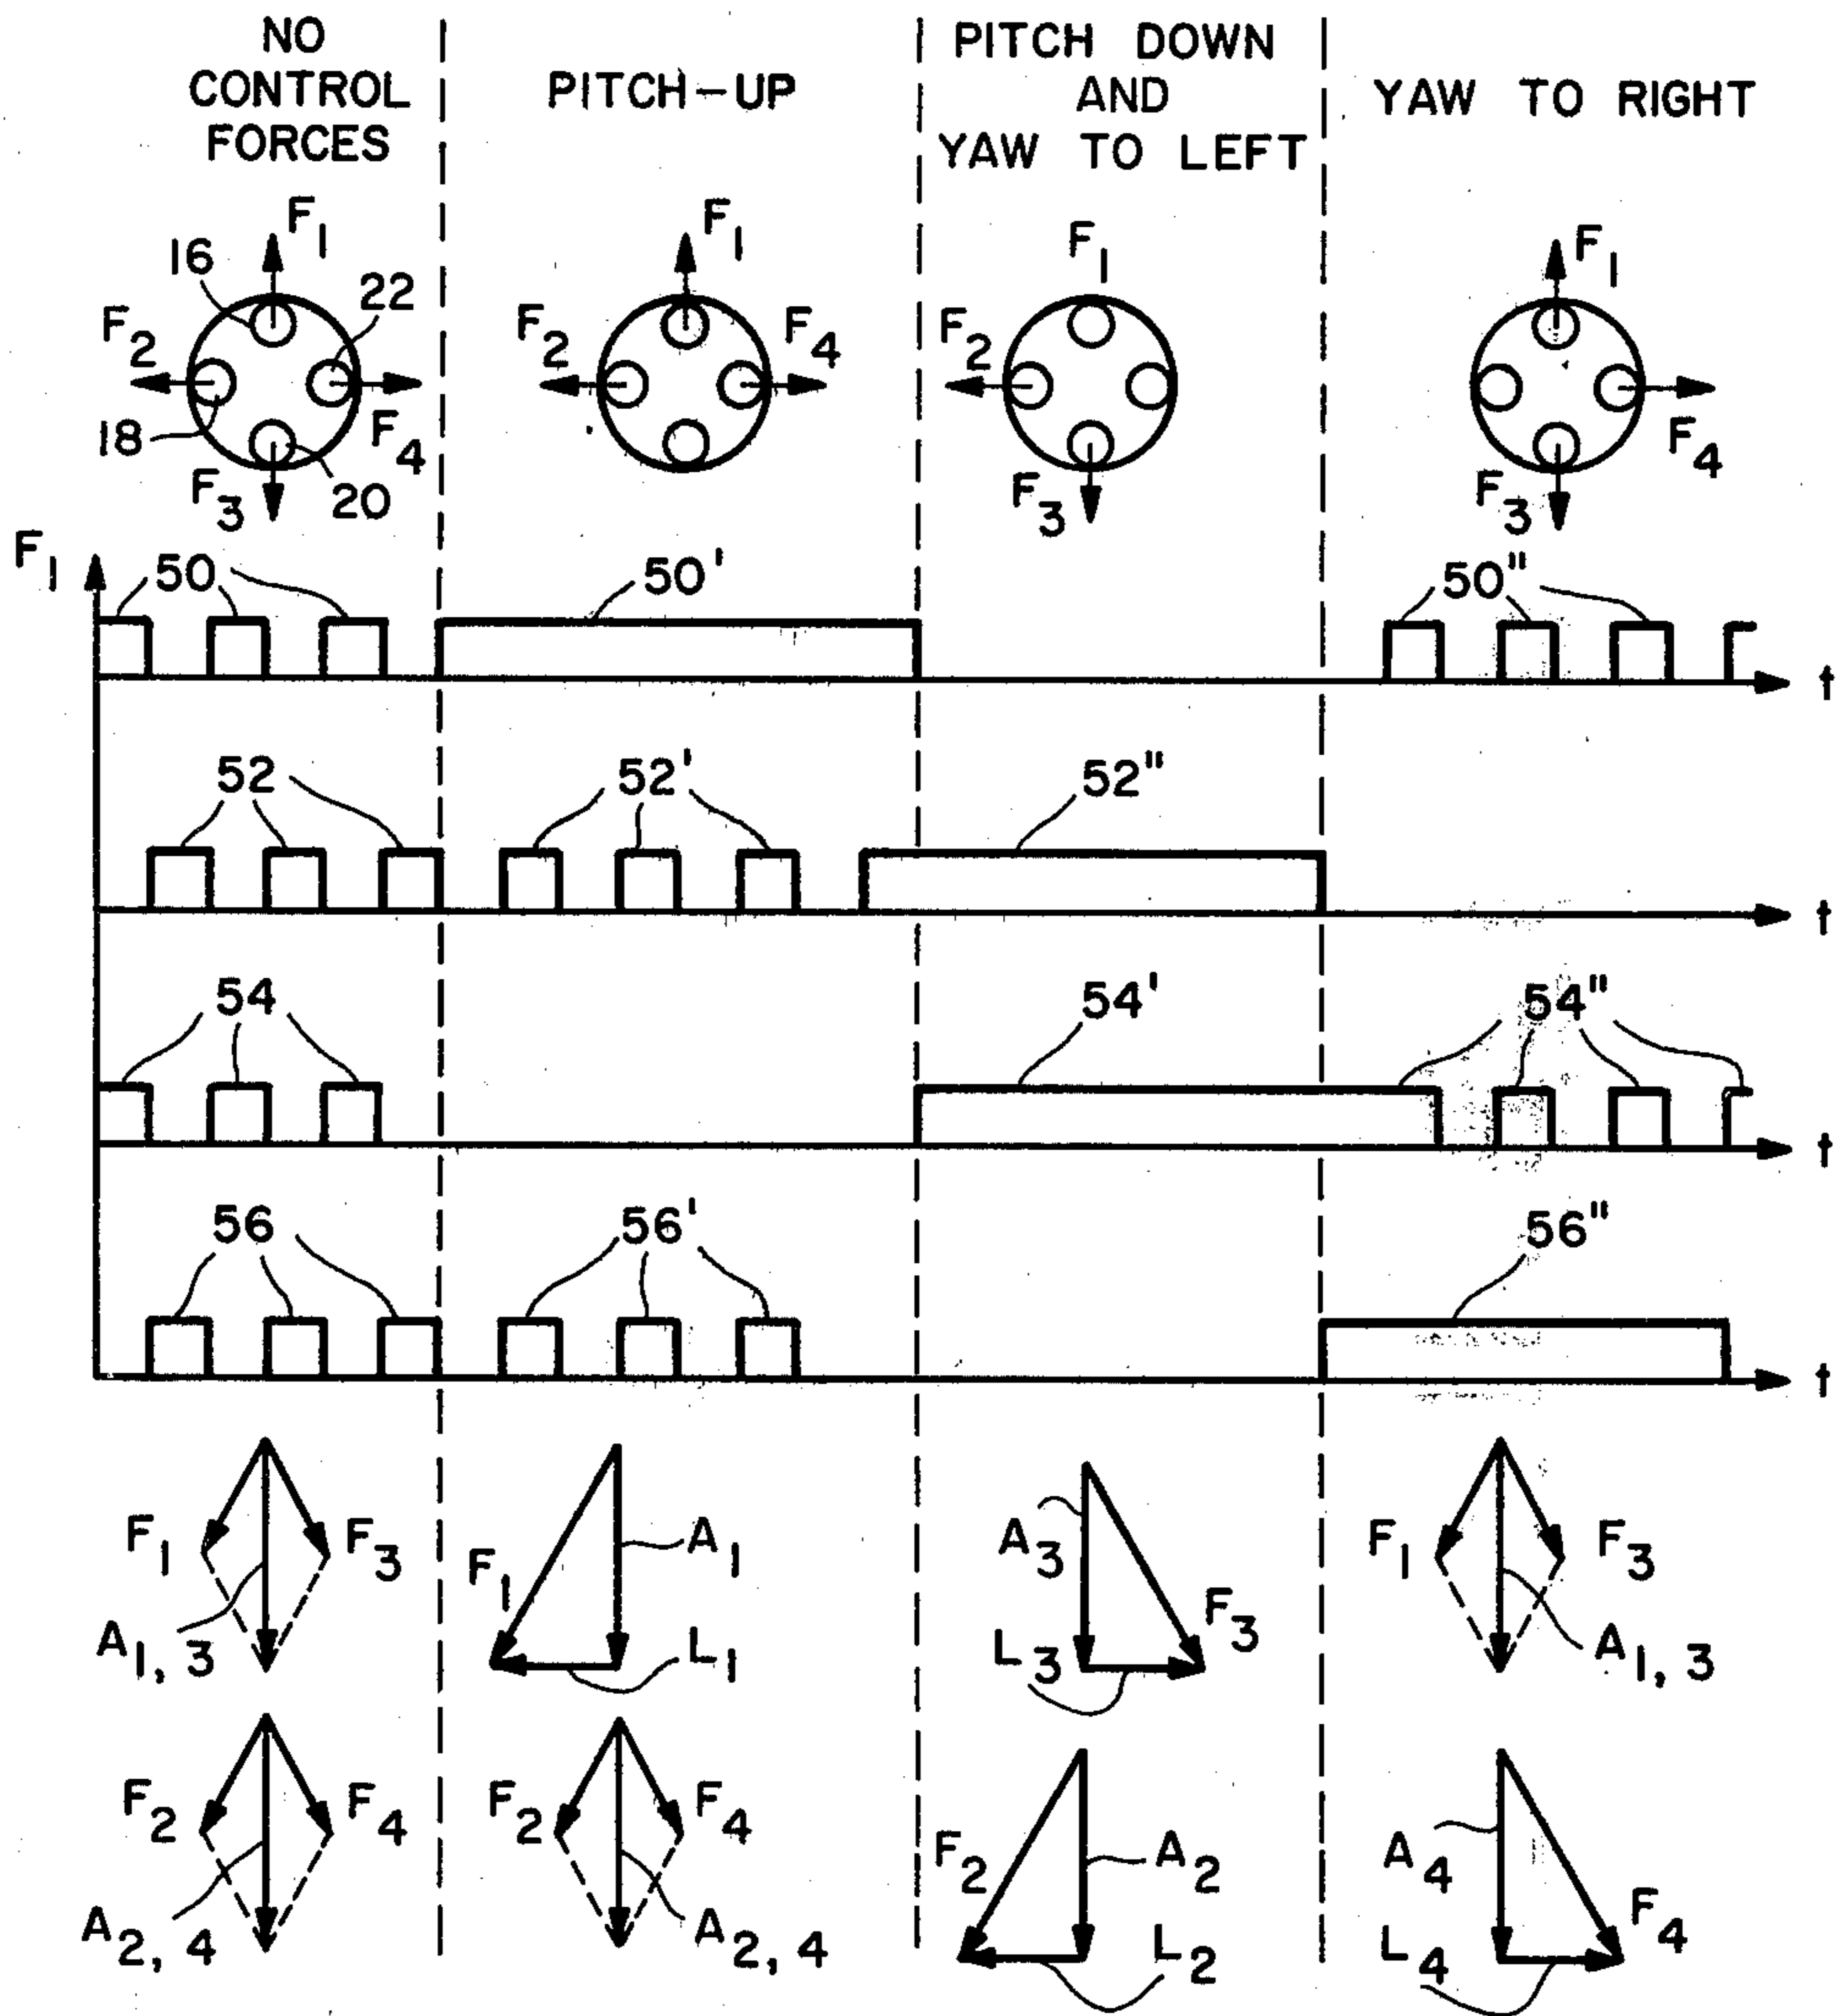 NO
CONTROL
FORCES
PITCH-UP
PITCH DOWN
AND
YAW TO LEFT
YAW TO RIGHT
F1
16
22
F2
18
F4
F3
20
F1
F2
F4
F1
F2
F3
F1
F4
F3
F1
50
50'
50"
t
52
52'
52"
t
54
54'
54"
t
56
56'
56"
t
F1
F3
A1, 3
F1
A1
L1
A3
L3
F3
F1
F3
A1, 3
F2
F4
A2, 4
F2
F4
A2, 4
F2
A2
L2
A4
F4
L4